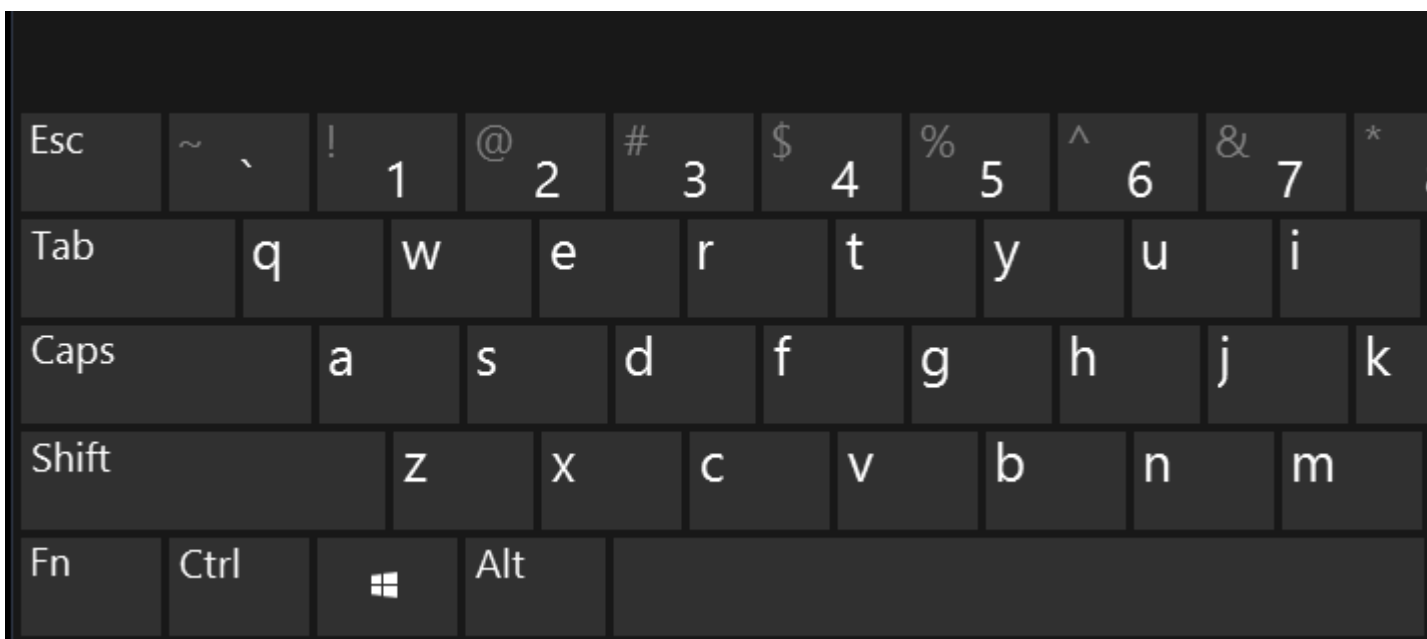 Esc ~ ` ! 1 @ 2 # 3 $ 4 % 5 ^ 6 & 7 *
Tab q w e r t y u i
Caps a s d f g h j k
Shift z x c v b n m
Fn Ctrl Alt